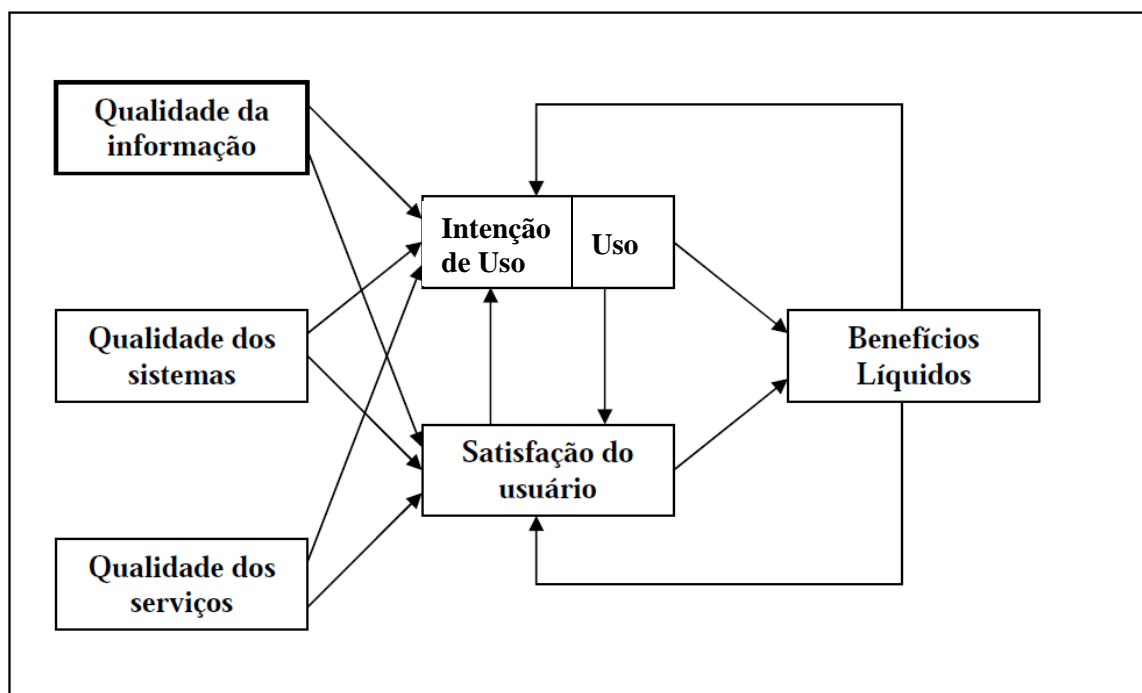 Qualidade da
informação
Intenção
de Uso
Uso
Qualidade dos
sistemas
Benefícios
Líquidos
Satisfação do
usuário
Qualidade dos
serviços